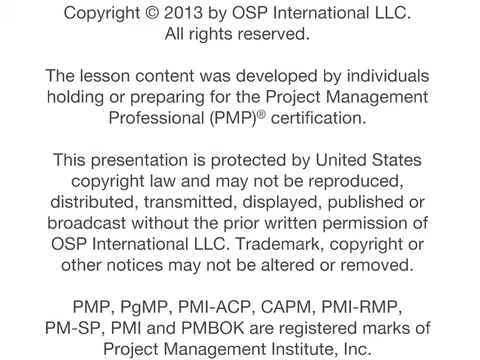 Copyright © 2013 by OSP International LLC.
All rights reserved.
The lesson content was developed by individuals
holding or preparing for the Project Management
Professional (PMP)® certification.
This presentation is protected by United States
copyright law and may not be reproduced,
distributed, transmitted, displayed, published or
broadcast without the prior written permission of
OSP International LLC. Trademark, copyright or
other notices may not be altered or removed.
PMP, PgMP, PMI-ACP, CAPM, PMI-RMP,
PM-SP, PMI and PMBOK are registered marks of
Project Management Institute, Inc.